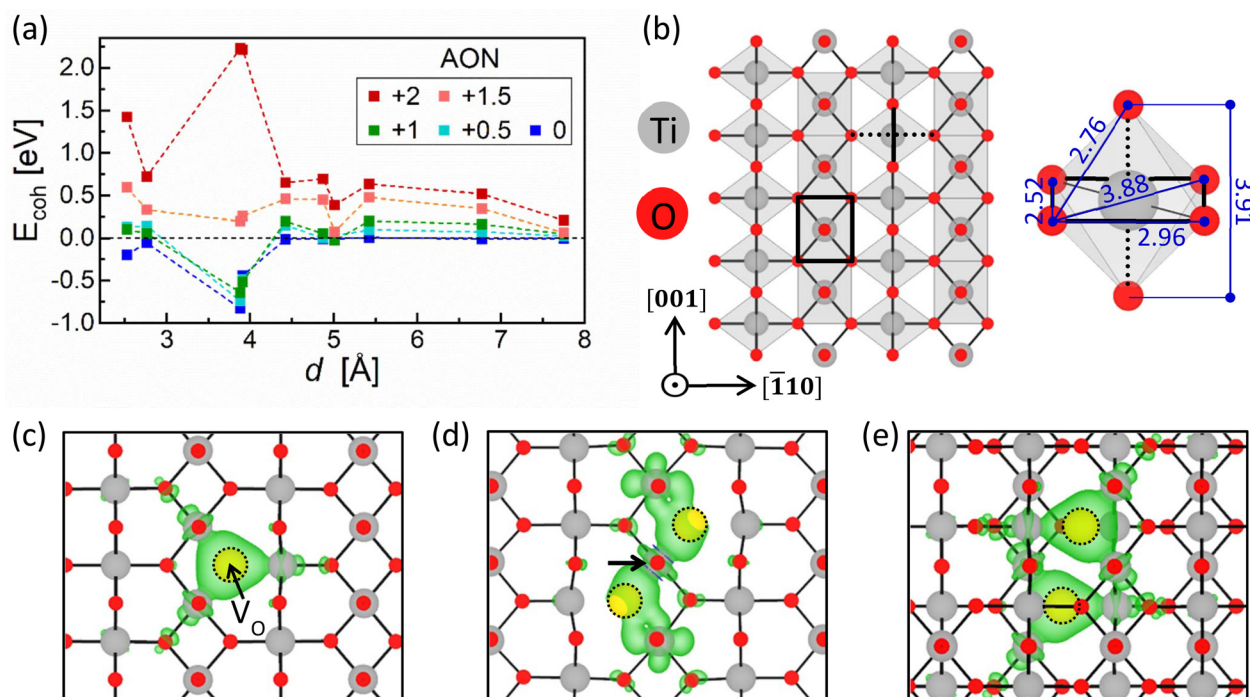 (a)
E_coh [eV]
2.0
1.5
1.0
0.5
0.0
-0.5
-1.0
AON
+2 +1.5
+1 +0.5 0
3 4 5 6 7 8
d [Å]
(b)
Ti
O
[001]
[1̅10]
2.76
2.52
3.88
2.96
3.91
(c)
V_O
(d)
(e)